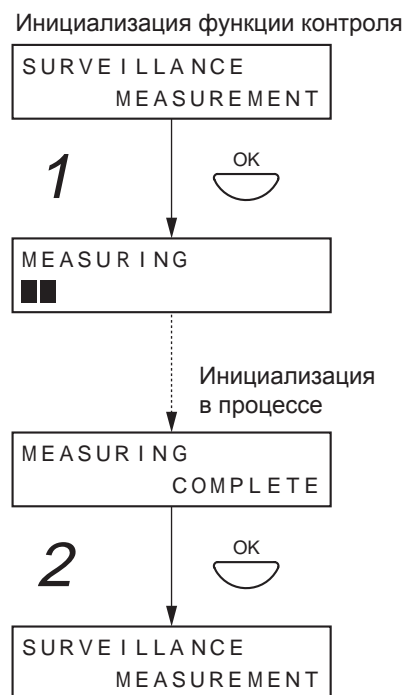 Инициализация функции контроля
SURVEILLANCE
MEASUREMENT
1
OK
MEASURING
Инициализация
в процессе
MEASURING
COMPLETE
2
OK
SURVEILLANCE
MEASUREMENT